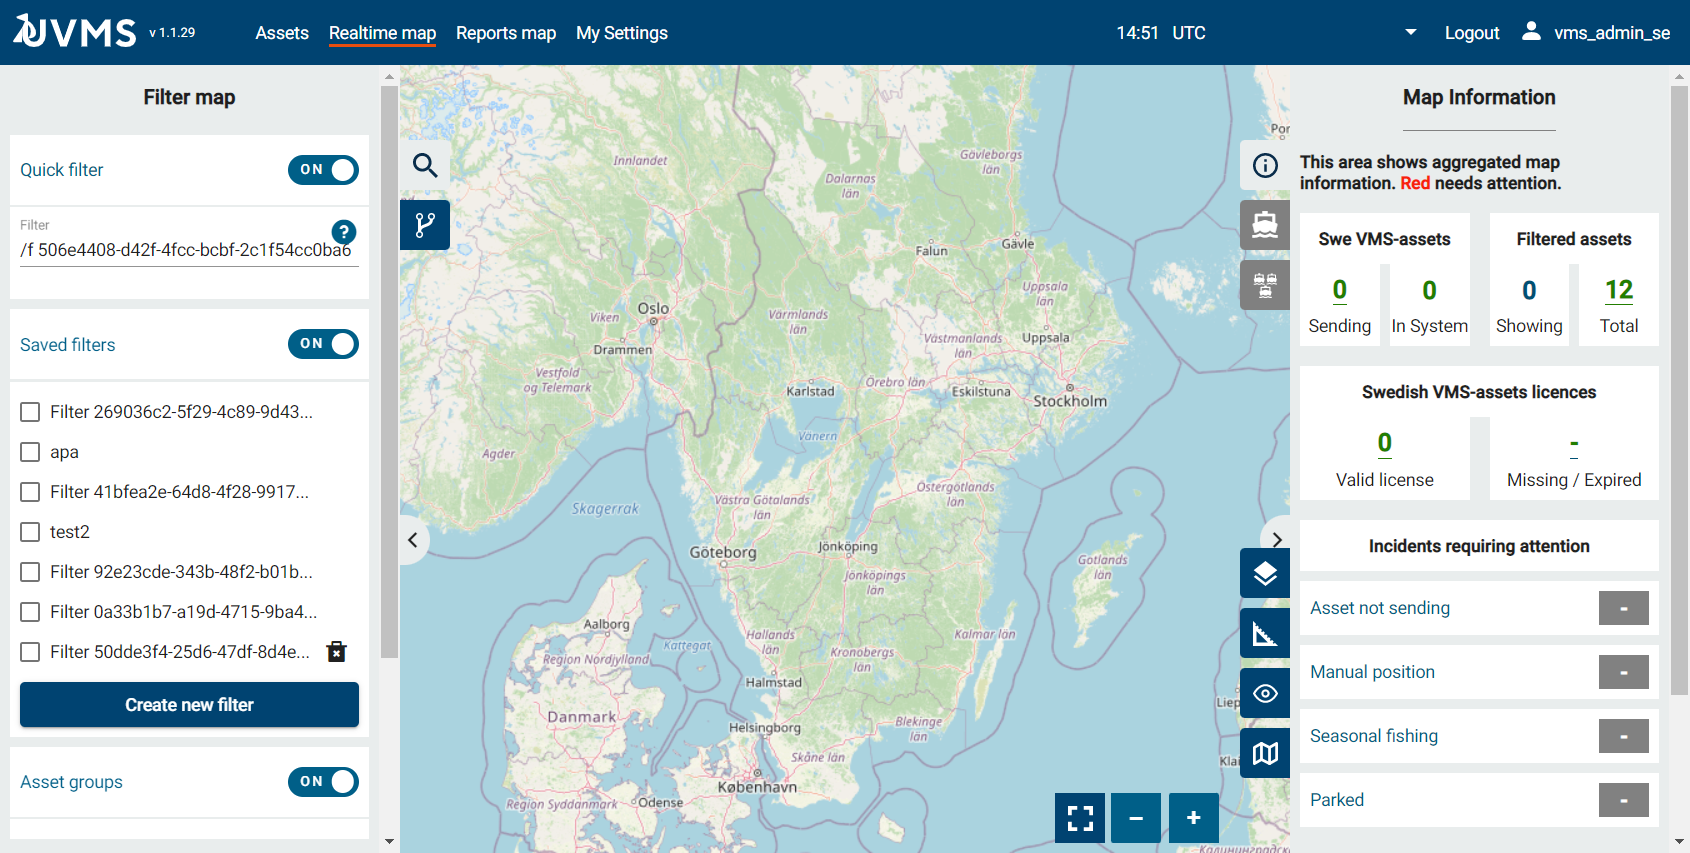 UVMS v 1.1.29
Assets
Realtime map
Reports map
My Settings
14:51 UTC
Logout
vms_admin_se
Filter map
Quick filter
ON
Filter
?
/f 506e4408-d42f-4fcc-bcbf-2c1f54cc0ba6
Saved filters
ON
Filter 269036c2-5f29-4c89-9d43...
apa
Filter 41bfea2e-64d8-4f28-9917...
test2
Filter 92e23cde-343b-48f2-b01b...
Filter 0a33b1b7-a19d-4715-9ba4...
Filter 50dde3f4-25d6-47df-8d4e...
Create new filter
Asset groups
ON
Innlandet
Dalarnas
län
Gävleborgs
län
Por
Falun
Gävle
Oslo
Viken
Drammen
Värmlands
län
Uppsala
län
Västmanlands
län
Uppsala
Vestfold
og Telemark
Karlstad
Örebro län
Eskilstuna
Stockholm
Vänern
Agder
Västra Götalands
län
Östergötlands
län
Skagerrak
Göteborg
Jönköping
Jönköpings
län
Gotlands
län
Aalborg
Kattegat
Region Nordjylland
Hallands
län
Kronobergs
län
Kalmar län
Halmstad
Danmark
Helsingborg
Blekinge
län
Liep
Skåne län
Klai
København
Odense
Region Syddanmark
Калининградска
−
+
Map Information
This area shows aggregated map
information. Red needs attention.
Swe VMS-assets
0
Sending
0
In System
Filtered assets
0
Showing
12
Total
Swedish VMS-assets licences
0
Valid license
-
Missing / Expired
Incidents requiring attention
Asset not sending
-
Manual position
-
Seasonal fishing
-
Parked
-